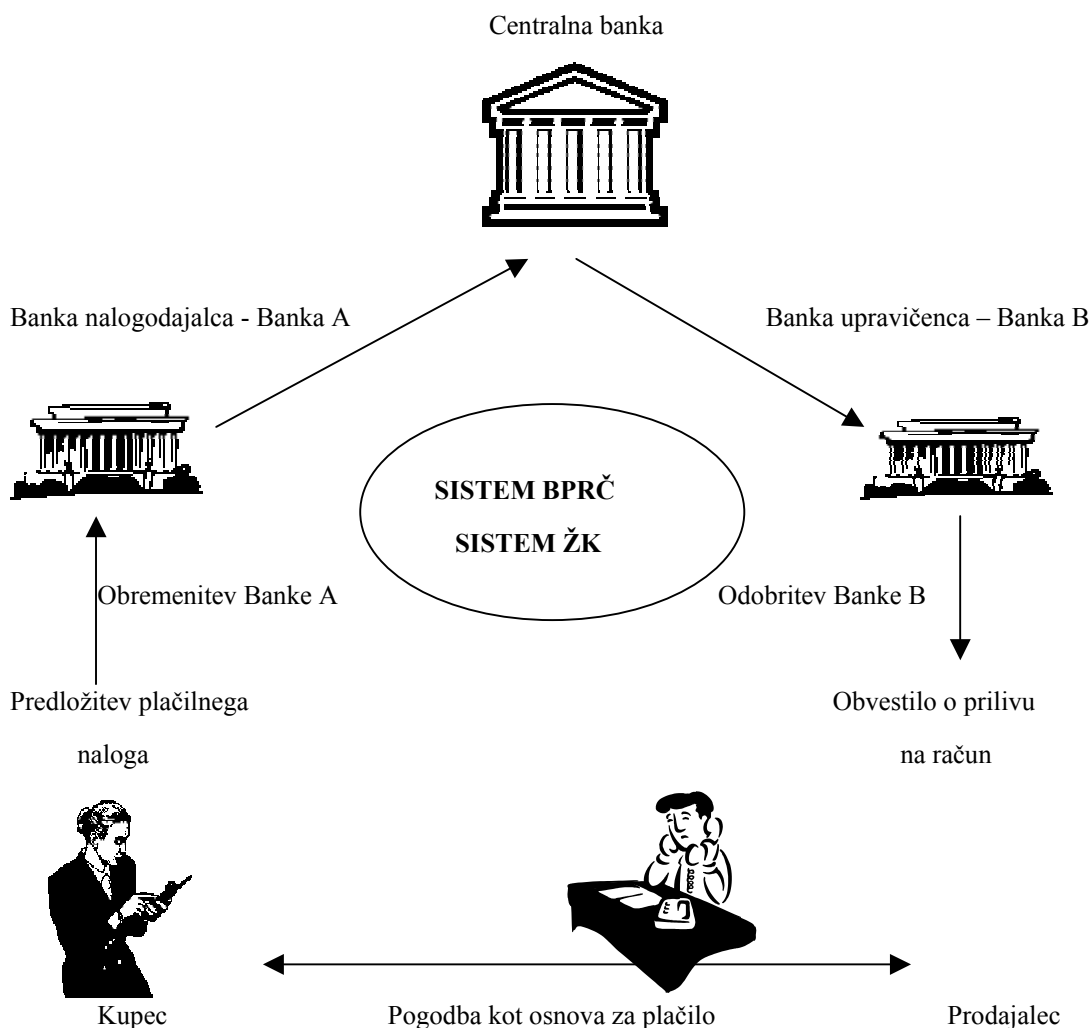 Centralna banka
Banka nalogodajalca - Banka A
Banka upravičenca – Banka B
SISTEM BPRČ
SISTEM ŽK
Obremenitev Banke A
Odobritev Banke B
Predložitev plačilnega
naloga
Obvestilo o prilivu
na račun
Kupec
Pogodba kot osnova za plačilo
Prodajalec